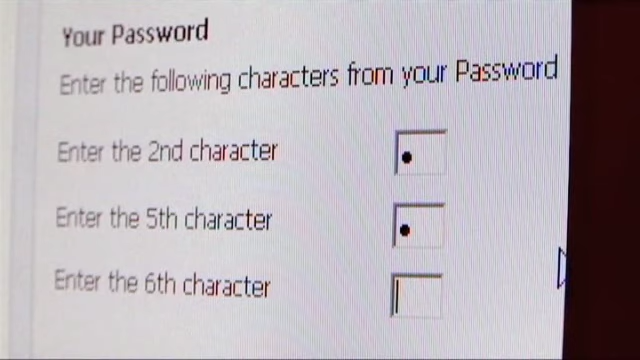 Your Password
Enter the following characters from your Password
Enter the 2nd character
Enter the 5th character
Enter the 6th character